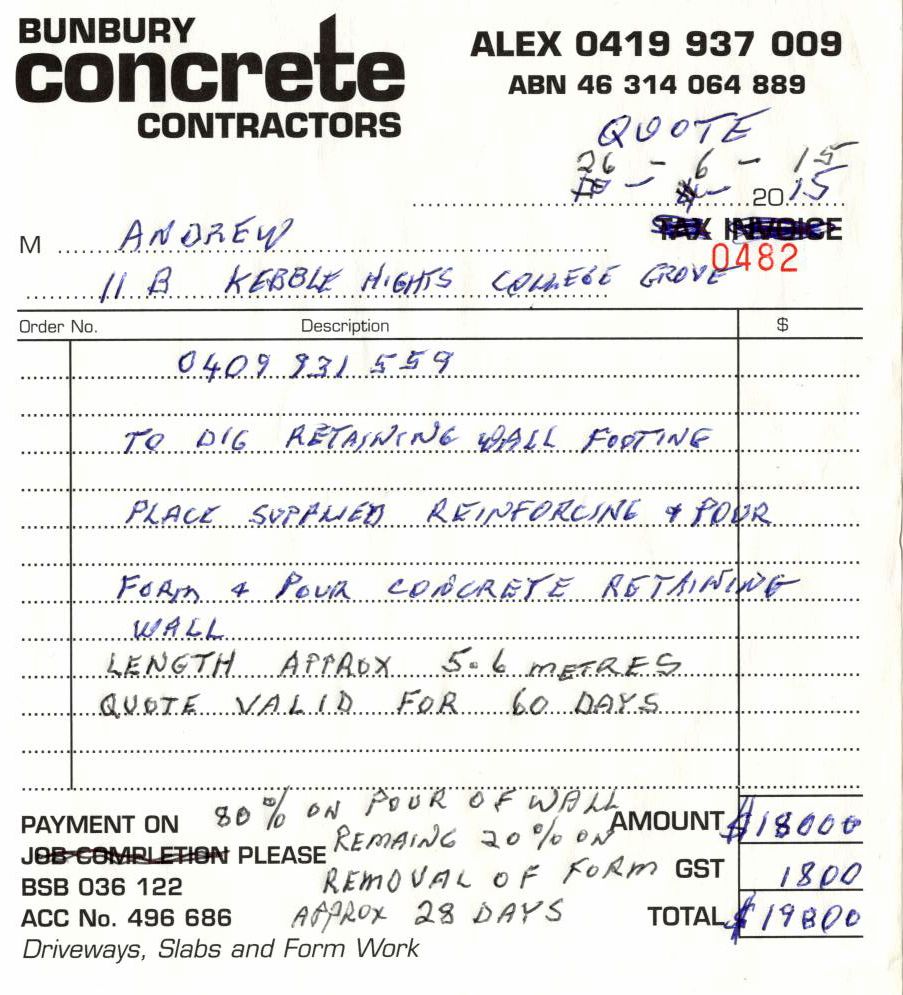 BUNBURY
concrete
CONTRACTORS
ALEX 0419 937 009
ABN 46 314 064 889
QUOTE
26 - 6 - 15
2015
TAX INVOICE
0482
M ANDREW
11 B KEBBLE HIGHTS COLLEGE GROVE
Order No. Description $
0409 931 559
TO DIG RETAINING WALL FOOTING
PLACE SUPPLIED REINFORCING & POUR
FORM & POUR CONCRETE RETAINING
WALL
LENGTH APPROX 5.6 METRES
QUOTE VALID FOR 60 DAYS
PAYMENT ON 80% ON POUR OF WALL
JOB COMPLETION PLEASE REMAING 20% ON
REMOVAL OF FORM
APPROX 28 DAYS
BSB 036 122
ACC No. 496 686
AMOUNT $18000
GST 1800
TOTAL $19800
Driveways, Slabs and Form Work